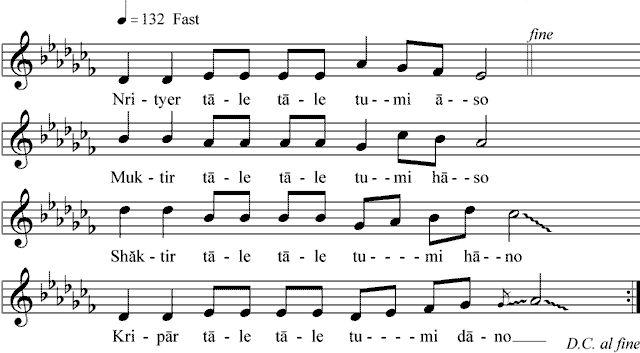 = 132 Fast
fine
Nri - tyer tā - le tā - le tu - - mi ā - - so
Muk - tir tā - le tā - le tu - - mi hā - - so
Shăk - tir tā - le tā - le tu - - - - mi hā - - no
Kri - pār tā - le tā - le tu - - - - mi dā - no
D.C. al fine